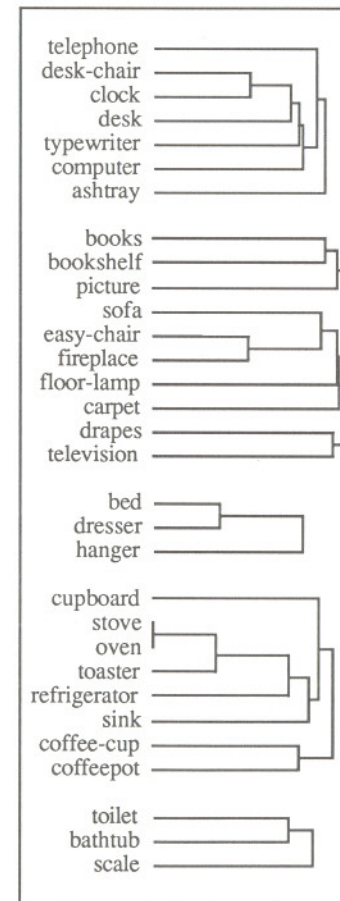 telephone
desk-chair
clock
desk
typewriter
computer
ashtray
books
bookshelf
picture
sofa
easy-chair
fireplace
floor-lamp
carpet
drapes
television
bed
dresser
hanger
cupboard
stove
oven
toaster
refrigerator
sink
coffee-cup
coffeepot
toilet
bathtub
scale